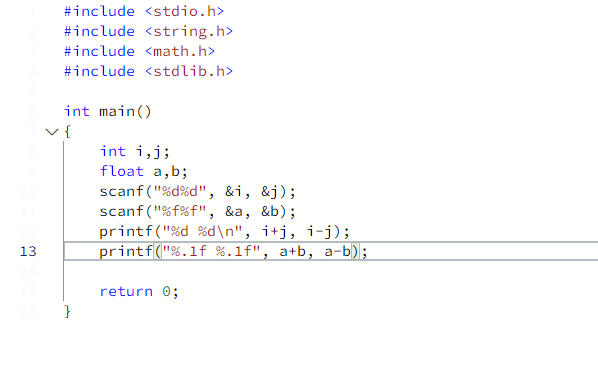 1 #include <stdio.h>
2 #include <string.h>
3 #include <math.h>
4 #include <stdlib.h>
5
6 int main()
7 {
8 int i,j;
9 float a,b;
10 scanf("%d%d", &i, &j);
11 scanf("%f%f", &a, &b);
12 printf("%d %d\n", i+j, i-j);
13 printf("%.1f %.1f", a+b, a-b);
14
15 return 0;
16 }